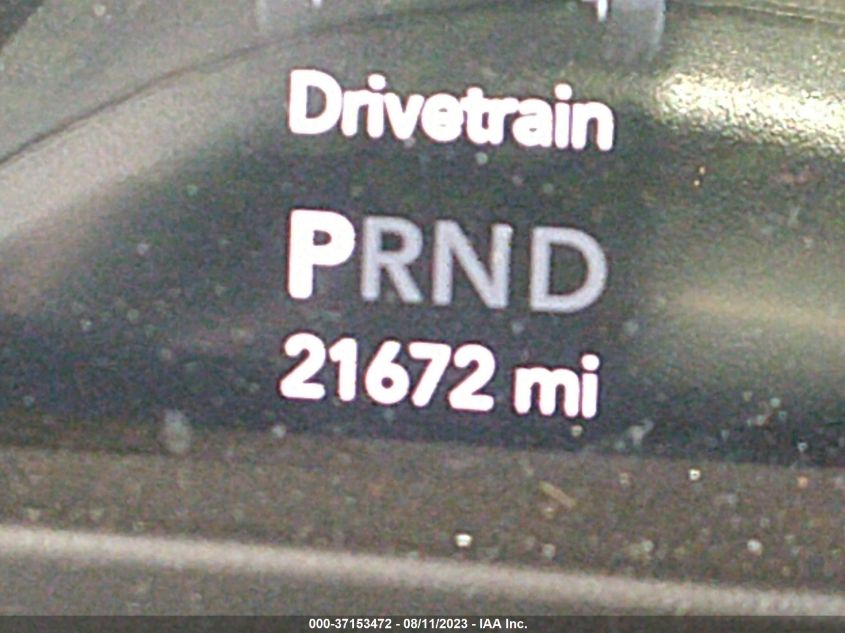 Drivetrain
PRND
21672 mi
000-37153472 - 08/11/2023 - IAA Inc.